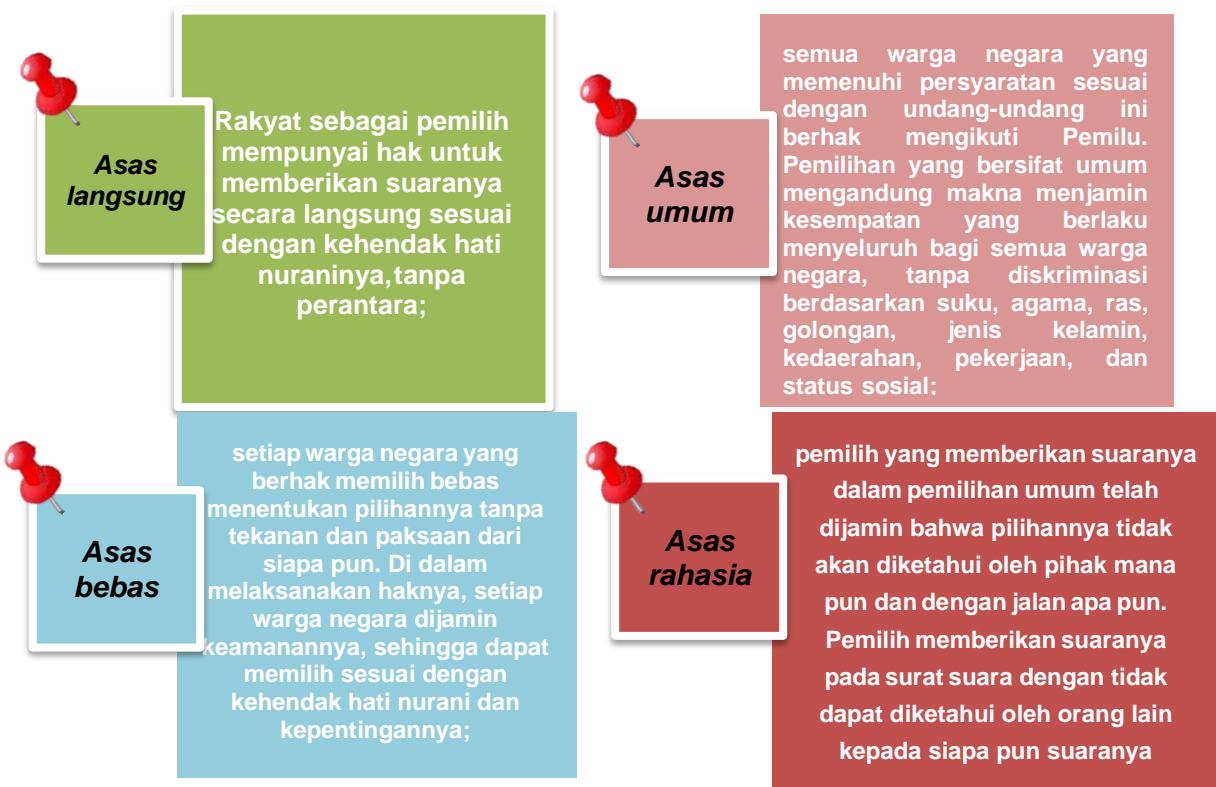 Asas
langsung
Rakyat sebagai pemilih
mempunyai hak untuk
memberikan suaranya
secara langsung sesuai
dengan kehendak hati
nuraninya,tanpa
perantara;
Asas
umum
semua warga negara yang
memenuhi persyaratan sesuai
dengan undang-undang ini
berhak mengikuti Pemilu.
Pemilihan yang bersifat umum
mengandung makna menjamin
kesempatan yang berlaku
menyeluruh bagi semua warga
negara, tanpa diskriminasi
berdasarkan suku, agama, ras,
golongan, jenis kelamin,
kedaerahan, pekerjaan, dan
status sosial;
Asas
bebas
setiap warga negara yang
berhak memilih bebas
menentukan pilihannya tanpa
tekanan dan paksaan dari
siapa pun. Di dalam
melaksanakan haknya, setiap
warga negara dijamin
keamanannya, sehingga dapat
memilih sesuai dengan
kehendak hati nurani dan
kepentingannya;
Asas
rahasia
pemilih yang memberikan suaranya
dalam pemilihan umum telah
dijamin bahwa pilihannya tidak
akan diketahui oleh pihak mana
pun dan dengan jalan apa pun.
Pemilih memberikan suaranya
pada surat suara dengan tidak
dapat diketahui oleh orang lain
kepada siapa pun suaranya